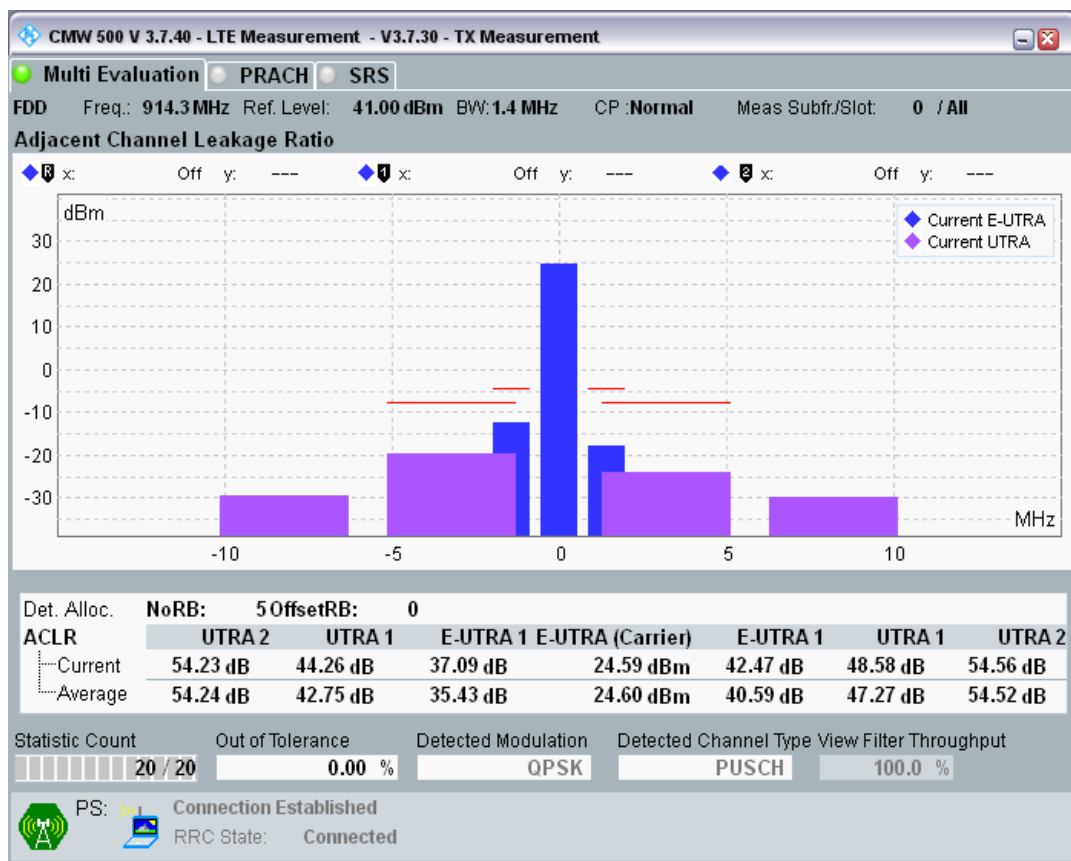 CMW 500 V 3.7.40 - LTE Measurement - V3.7.30 - TX Measurement
Multi Evaluation PRACH SRS
FDD Freq.: 914.3 MHz Ref. Level: 41.00 dBm BW: 1.4 MHz CP :Normal Meas Subfr./Slot: 0 / All
Adjacent Channel Leakage Ratio
R x: Off y: --- 1 x: Off y: --- 2 x: Off y: ---
dBm
Current E-UTRA
Current UTRA
30
20
10
0
-10
-20
-30
MHz
-10 -5 0 5 10
Det. Alloc. NoRB: 5 OffsetRB: 0
ACLR UTRA 2 UTRA 1 E-UTRA 1 E-UTRA (Carrier) E-UTRA 1 UTRA 1 UTRA 2
Current 54.23 dB 44.26 dB 37.09 dB 24.59 dBm 42.47 dB 48.58 dB 54.56 dB
Average 54.24 dB 42.75 dB 35.43 dB 24.60 dBm 40.59 dB 47.27 dB 54.52 dB
Statistic Count Out of Tolerance Detected Modulation Detected Channel Type View Filter Throughput
20 / 20 0.00 % QPSK PUSCH 100.0 %
PS: Connection Established
RRC State: Connected